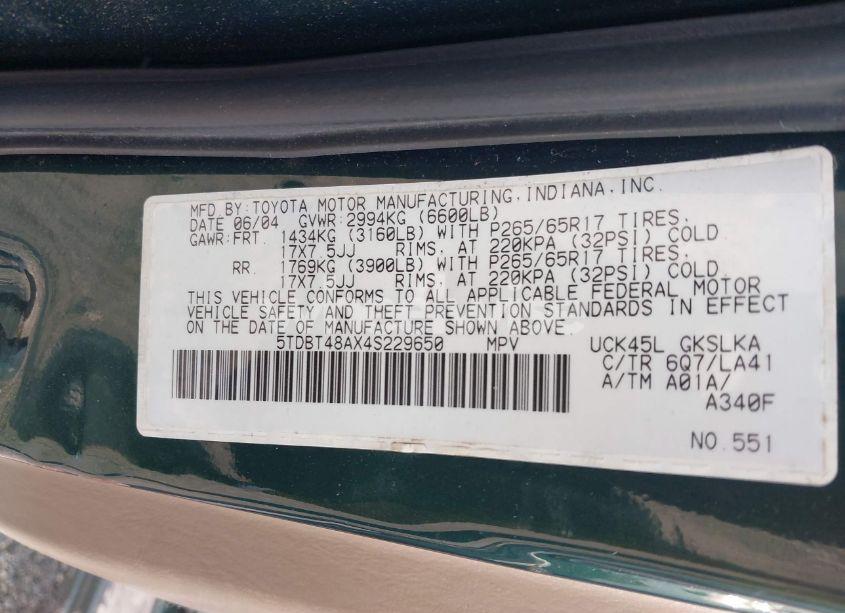 MFD.BY:TOYOTA MOTOR MANUFACTURING,INDIANA,INC.
DATE 06/04 GVWR:2994KG (6600LB)
GAWR:FRT. 1434KG (3160LB) WITH P265/65R17 TIRES,
17X7.5JJ RIMS, AT 220KPA (32PSI) COLD
RR. 1769KG (3900LB) WITH P265/65R17 TIRES,
17X7.5JJ RIMS, AT 220KPA (32PSI) COLD.
THIS VEHICLE CONFORMS TO ALL APPLICABLE FEDERAL MOTOR
VEHICLE SAFETY AND THEFT PREVENTION STANDARDS IN EFFECT
ON THE DATE OF MANUFACTURE SHOWN ABOVE.
5TDBT48AX4S229650 MPV UCK45L GKSLKA
C/TR 6Q7/LA41
A/TM A01A/
A340F
NO.551